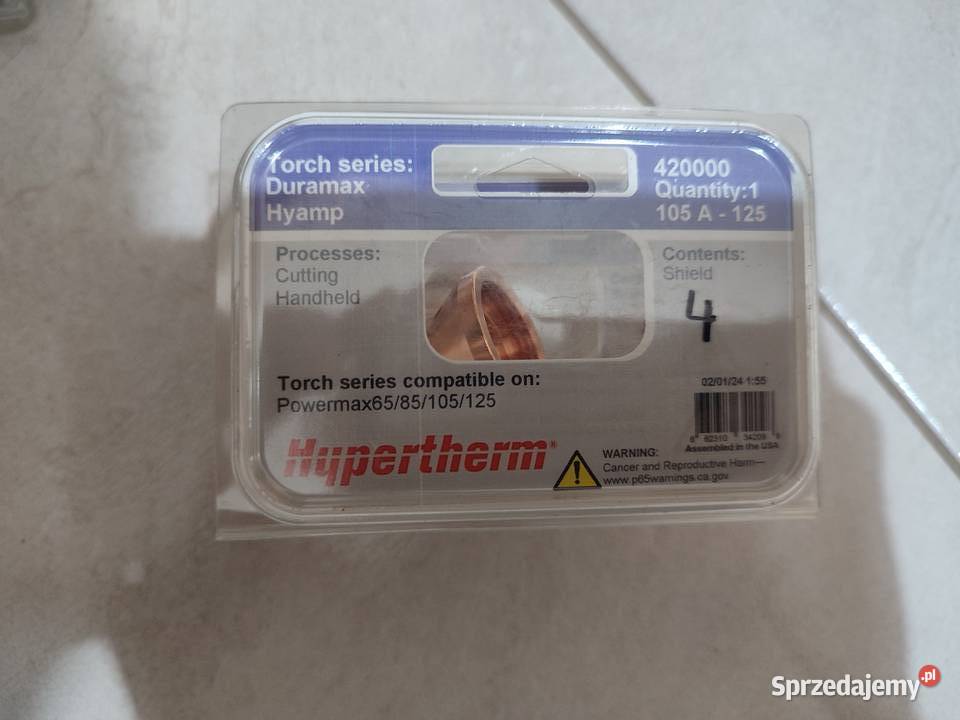 Torch series:
Duramax
Hyamp
420000
Quantity:1
105 A - 125
Processes:
Cutting
Handheld
Contents:
Shield
4
Torch series compatible on:
Powermax65/85/105/125
02/01/24 1:55
Assembled in the USA
Hypertherm®
WARNING:
Cancer and Reproductive Harm—
www.p65warnings.ca.gov
Sprzedajemy.pl